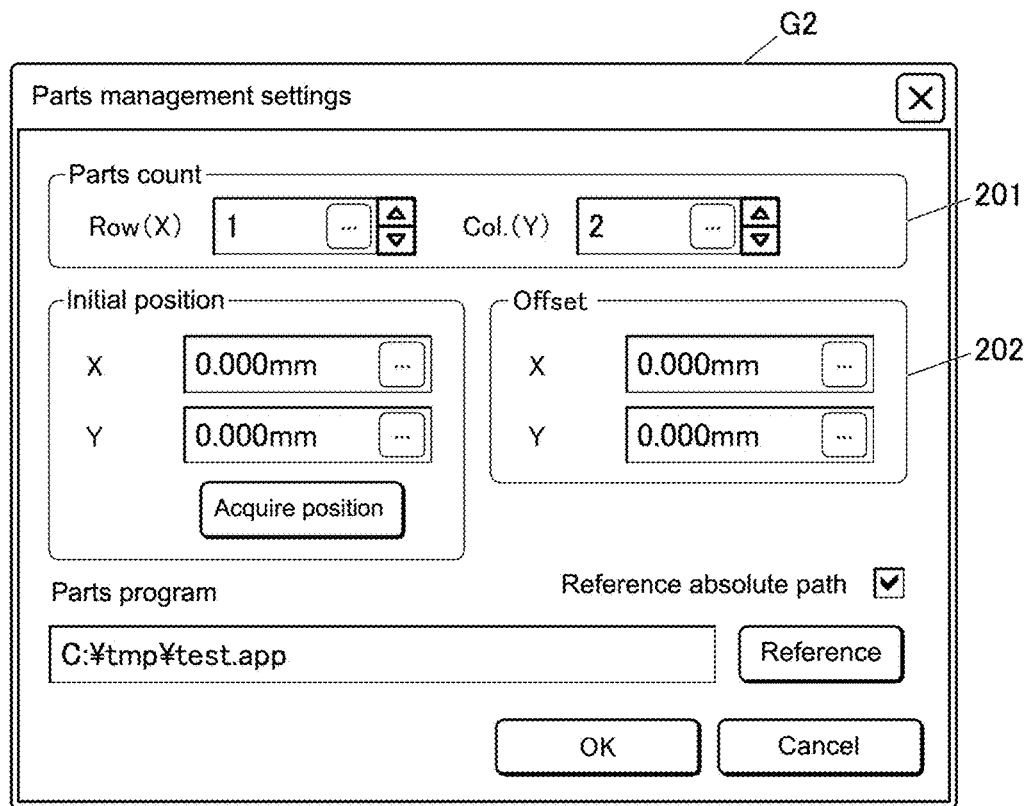 G2
Parts management settings
Parts count
201
Row(X) 1 ... Col.(Y) 2 ...
Initial position
Offset
X 0.000mm ... X 0.000mm ...
202
Y 0.000mm ... Y 0.000mm ...
Acquire position
Reference absolute path
Parts program
C:¥tmp¥test.app
Reference
OK
Cancel